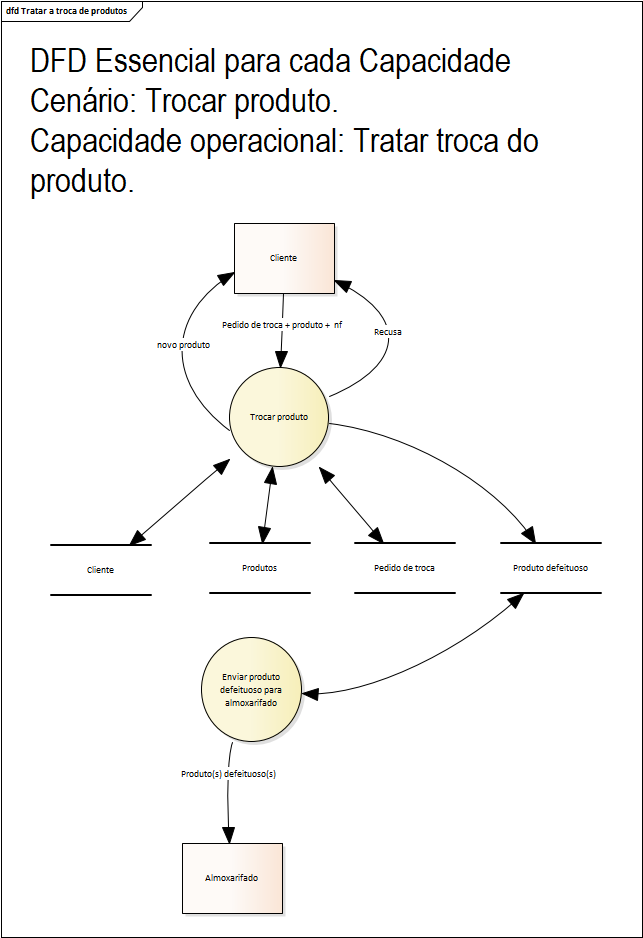 dfd Tratar a troca de produtos
DFD Essencial para cada Capacidade
Cenário: Trocar produto.
Capacidade operacional: Tratar troca do
produto.
Cliente
Pedido de troca + produto + nf
novo produto
Recusa
Trocar produto
Cliente
Produtos
Pedido de troca
Produto defeituoso
Enviar produto
defeituoso para
almoxarifado
Produto(s) defeituoso(s)
Almoxarifado